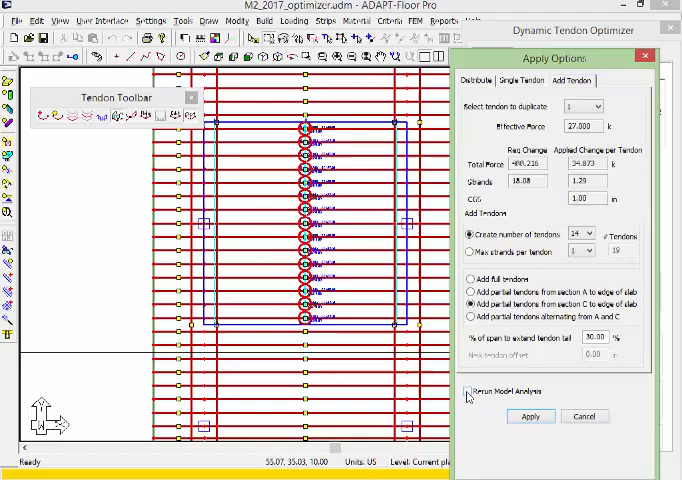 M2_2017_optimizer.udm - ADAPT-Floor Pro
File Edit View User Interface Settings Tools Draw Modify Build Loading Strips Material Criteria FEM Reports
Dynamic Tendon Optimizer
Apply Options
Distribute Single Tendon Add Tendon
Tendon Toolbar
Select tendon to duplicate 1
Effective Force 27.000 k
Req Change Applied Change per Tendon
Total Force 488.216 34.873 k
Strands 18.08 1.29
CGS 1.00 in
Add Tendons
Create number of tendons 14 # Tendons
Max strands per tendon 1 19
Add full tendons
Add partial tendons from section A to edge of slab
Add partial tendons from section C to edge of slab
Add partial tendons alternating from A and C
% of span to extend tendon tail 30.00 %
New tendon offset 0.00 in
Rerun Model Analysis
Apply Cancel
Ready 55.07, 35.03, 10.00 Units: US Level: Current pla